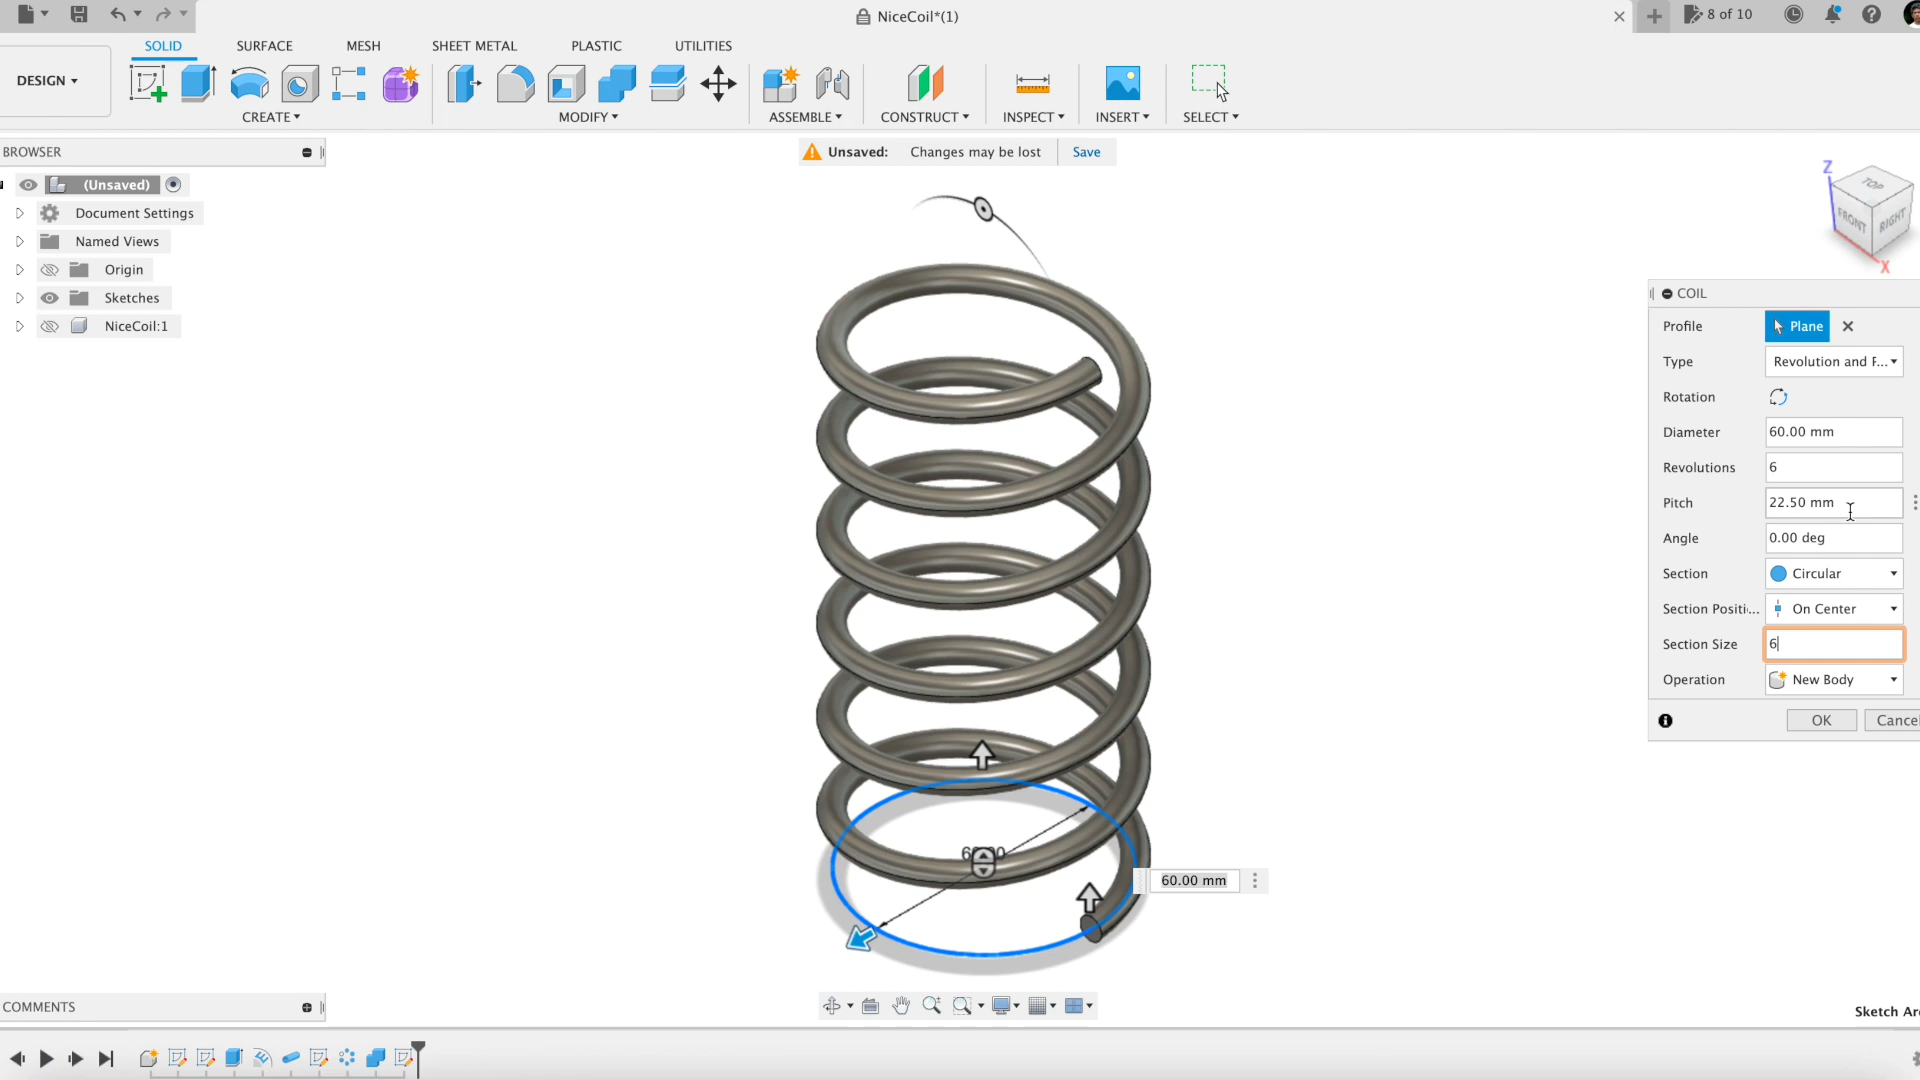 NiceCoil*(1)
8 of 10
SOLID
SURFACE
MESH
SHEET METAL
PLASTIC
UTILITIES
DESIGN
CREATE
MODIFY
ASSEMBLE
CONSTRUCT
INSPECT
INSERT
SELECT
BROWSER
Unsaved: Changes may be lost Save
(Unsaved)
Document Settings
Named Views
Origin
Sketches
NiceCoil:1
Z
TOP
FRONT
RIGHT
X
COIL
Profile Plane
Type Revolution and F...
Rotation
Diameter 60.00 mm
Revolutions 6
Pitch 22.50 mm
Angle 0.00 deg
Section Circular
Section Positi... On Center
Section Size 6
Operation New Body
OK Cancel
60.00 mm
COMMENTS
Sketch Ar